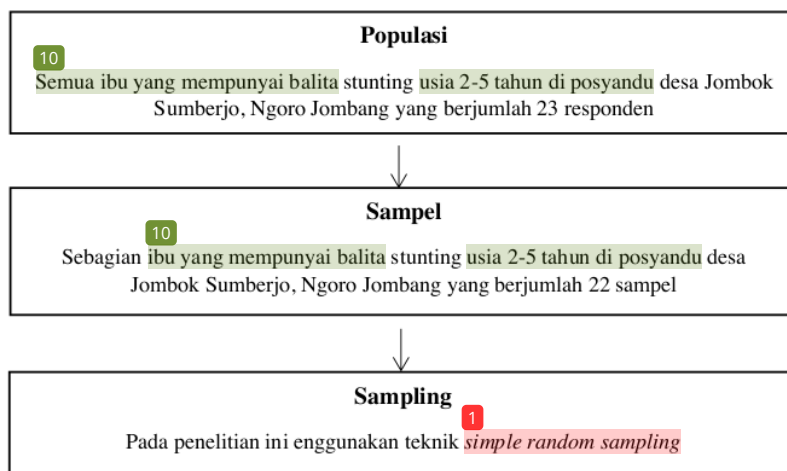 Populasi
10
Semua ibu yang mempunyai balita stunting usia 2-5 tahun di posyandu desa Jombok
Sumberjo, Ngoro Jombang yang berjumlah 23 responden
Sampel
10
Sebagian ibu yang mempunyai balita stunting usia 2-5 tahun di posyandu desa
Jombok Sumberjo, Ngoro Jombang yang berjumlah 22 sampel
Sampling
1
Pada penelitian ini enggunakan teknik simple random sampling